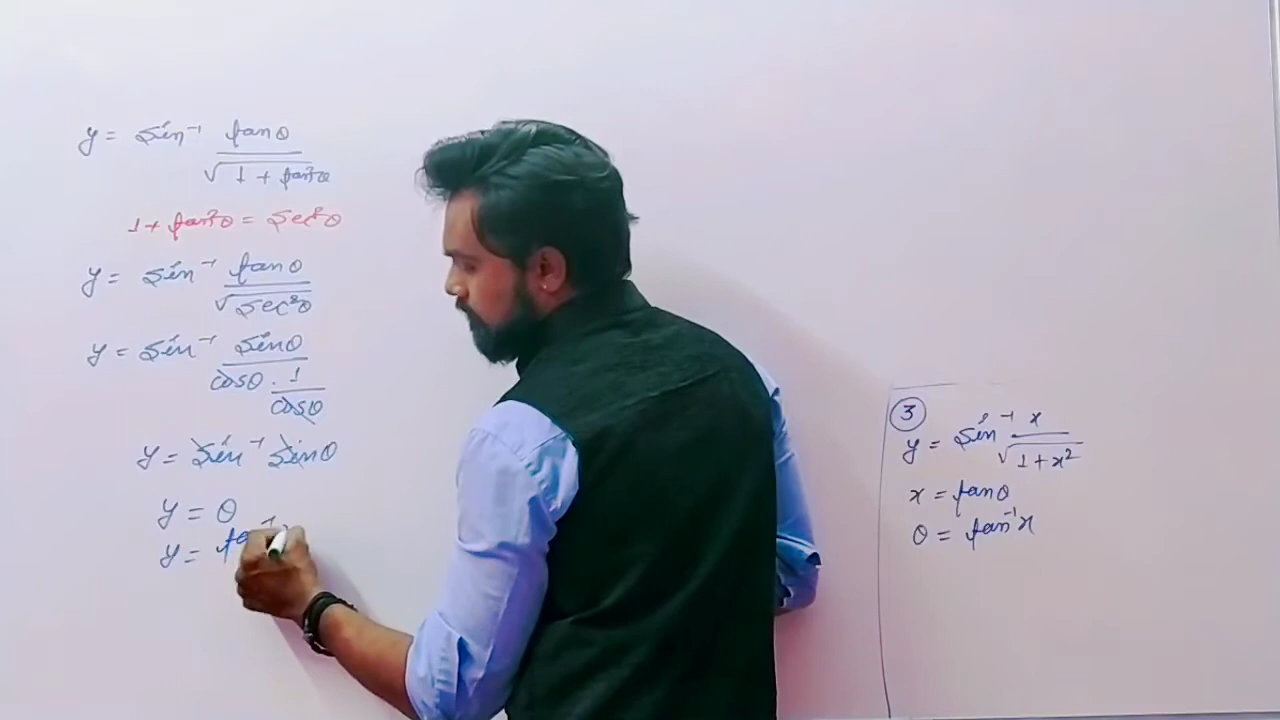 y = sin⁻¹ tanθ / √(1 + tan²θ)
1 + tan²θ = sec²θ
y = sin⁻¹ tanθ / √(sec²θ)
y = sin⁻¹ sinθ / (cosθ · 1/cosθ)
y = sin⁻¹ sinθ
y = θ
y = tan⁻¹
3
y = sin⁻¹ x / √(1 + x²)
x = tanθ
θ = tan⁻¹x